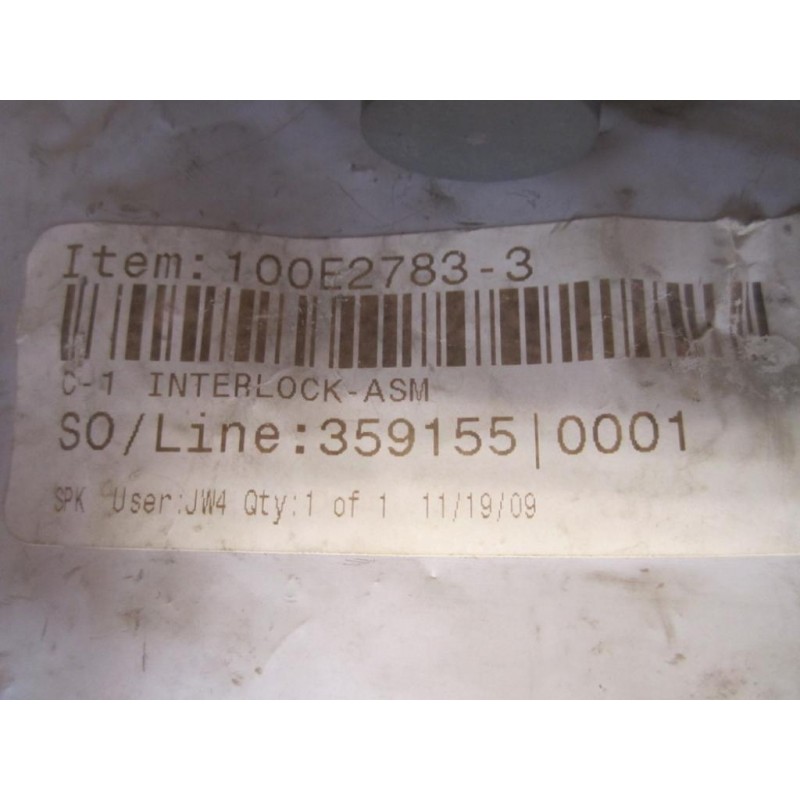 Item:100E2783-3
C-1 INTERLOCK-ASM
SO/Line:359155|0001
SPK User:JW4 Qty:1 of 1 11/19/09